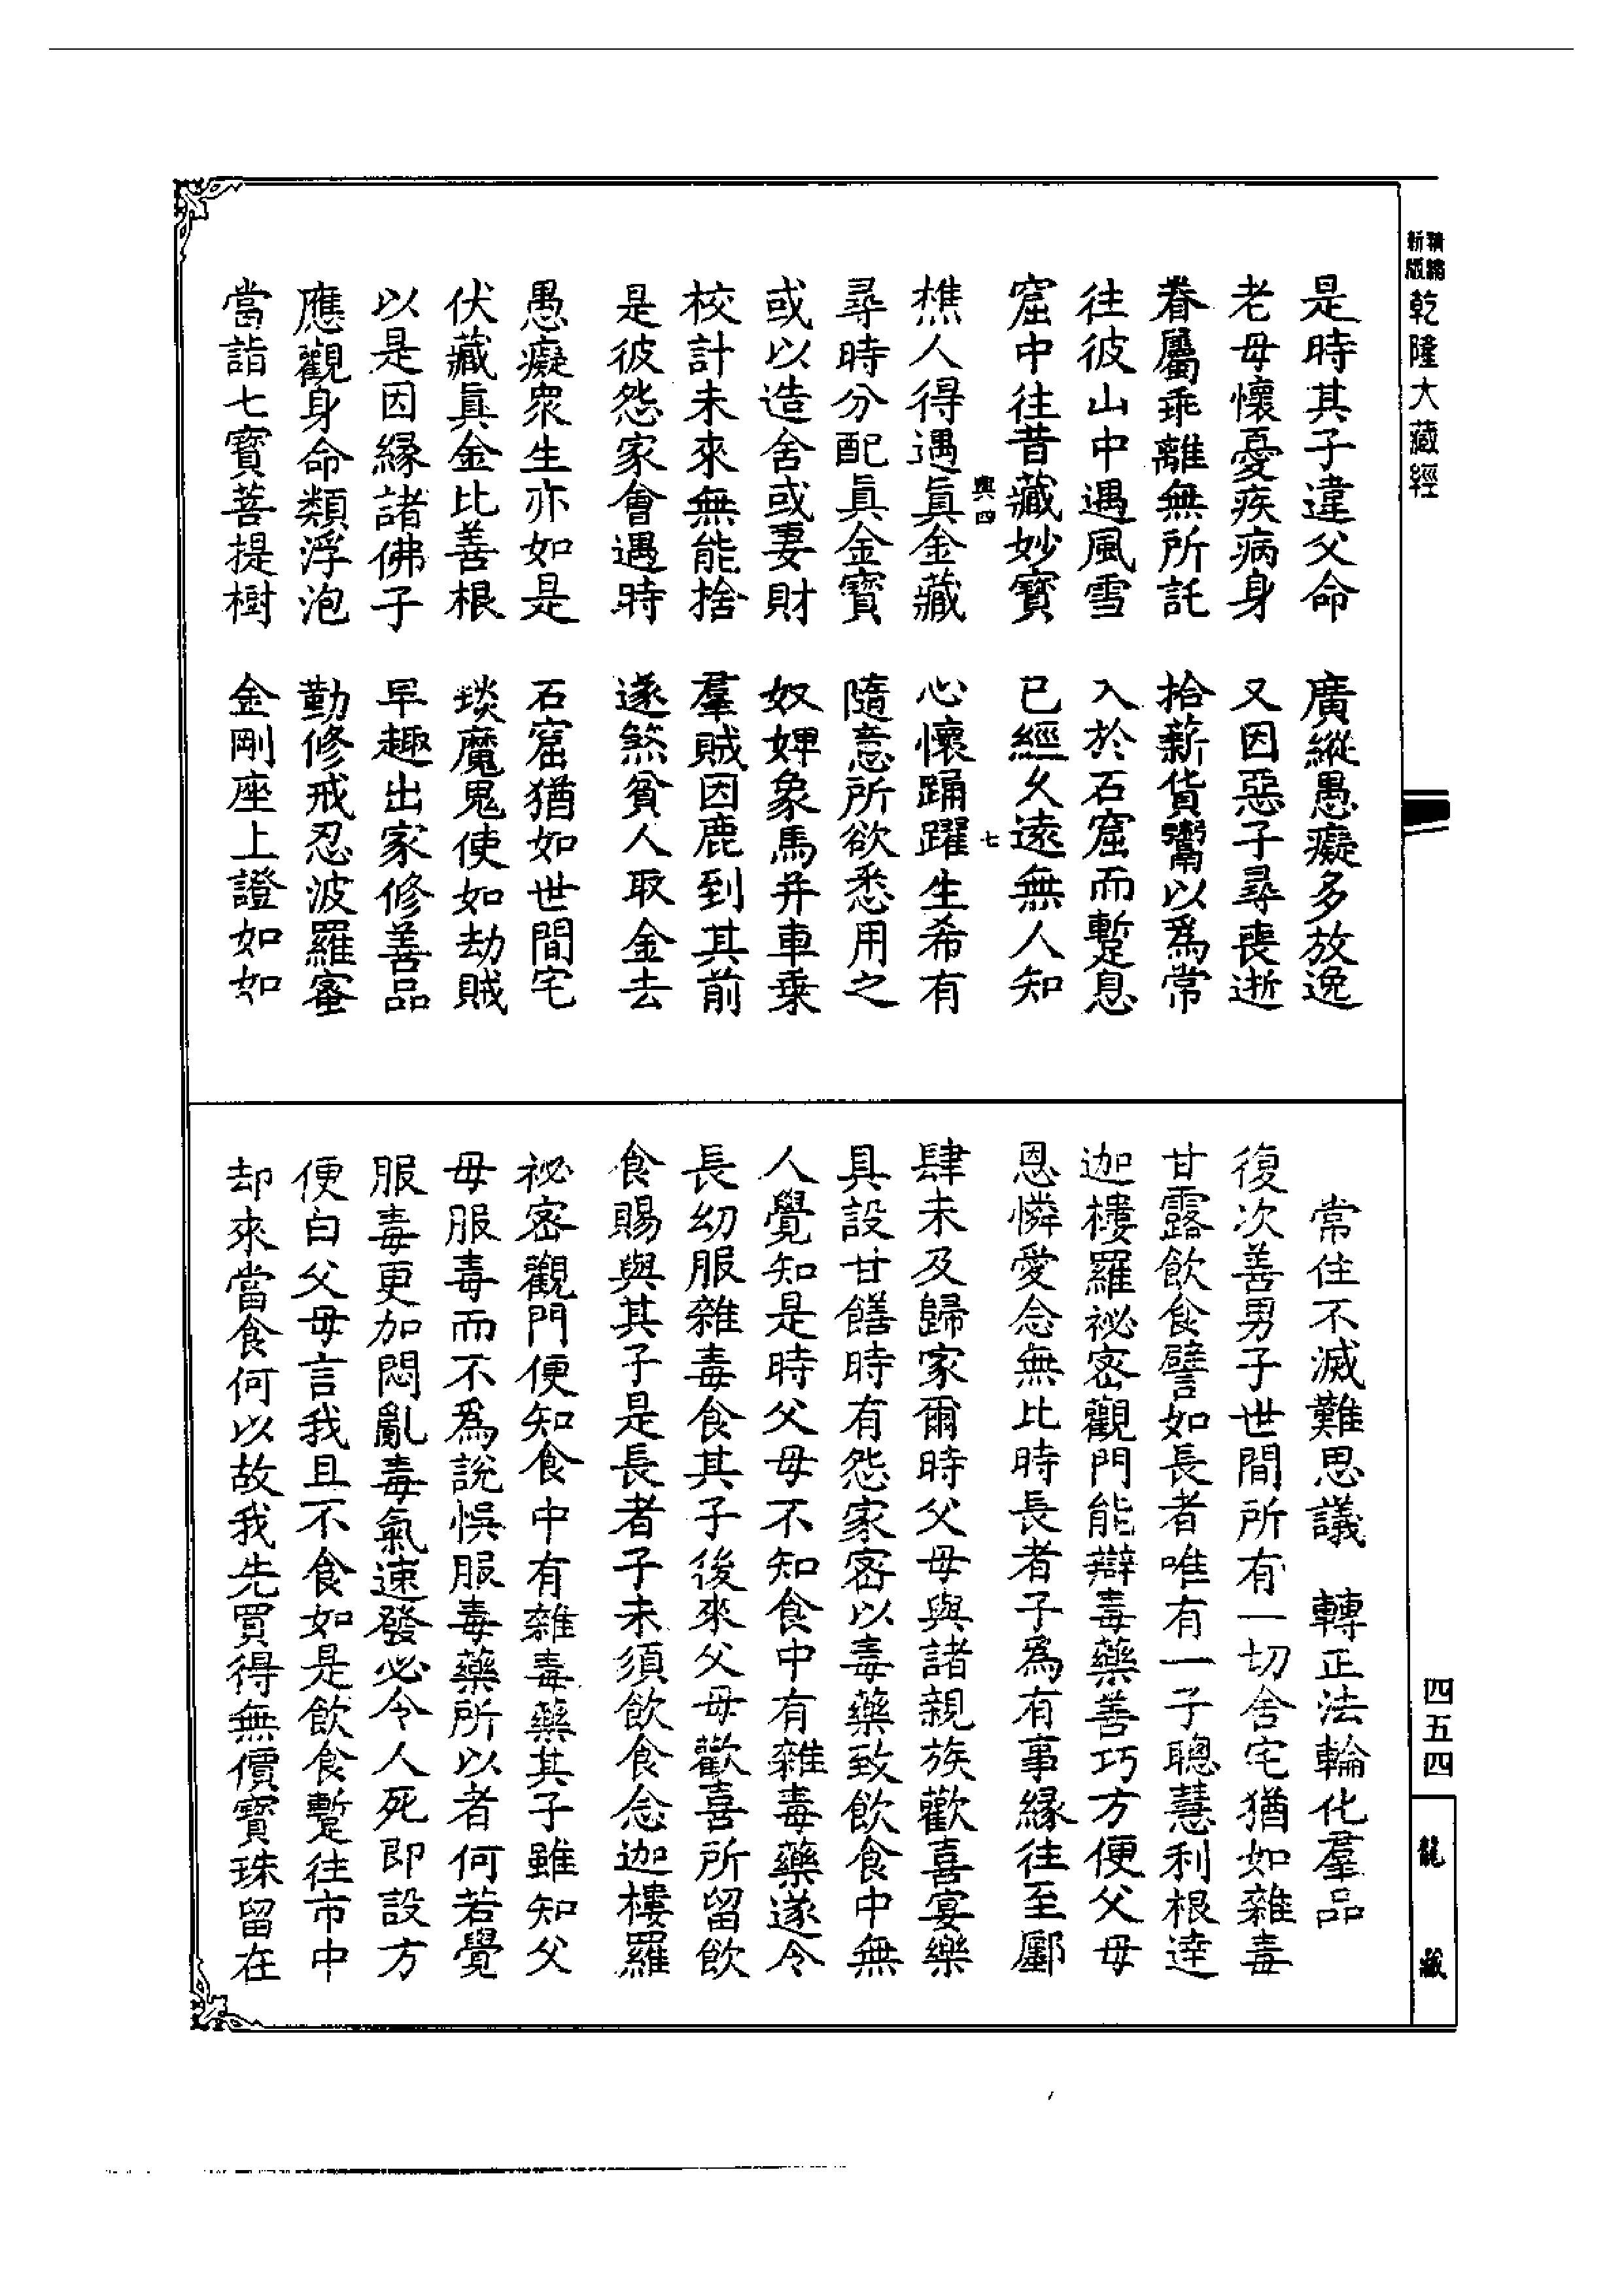 新版精縮乾隆大藏經
是時其子違父命　廣縱愚癡多放逸
老母懷憂疾病身　又因惡子尋喪逝
眷屬乖離無所託　拾薪貨鬻以爲常
往彼山中遇風雪　入於石窟而暫息
窟中往昔藏妙寶　已經久遠無人知
輿四　七
樵人得遇眞金藏　心懷踊躍生希有
尋時分配眞金寶　隨意所欲悉用之
或以造舍或妻財　奴婢象馬并車乗
校計未來無能捨　羣賊因鹿到其前
是彼怨家會遇時　遂煞貧人取金去
愚癡衆生亦如是　石窟猶如世間宅
伏藏眞金比善根　琰魔鬼使如劫賊
以是因縁諸佛子　早趣出家修善品
應觀身命類浮泡　勤修戒忍波羅蜜
當詣七寶菩提樹　金剛座上證如如
常住不滅難思議　轉正法輪化羣品
復次善男子世間所有一切舍宅猶如雜毒
甘露飲食譬如長者唯有一子聰慧利根達
迦樓羅祕密觀門能辯毒藥善巧方便父母
恩憐愛念無比時長者子爲有事緣往至鄽
肆未及歸家爾時父母與諸親族歡喜宴樂
具設甘饍時有怨家密以毒藥致飲食中無
人覺知是時父母不知食中有雜毒藥遂令
長幼服雜毒食其子後來父母歡喜所留飲
食賜與其子是長者子未須飲食念迦樓羅
祕密觀門便知食中有雜毒藥其子雖知父
母服毒而不爲說悞服毒藥所以者何若覺
服毒更加悶亂毒氣速發必令人死即設方
便白父母言我且不食如是飲食暫往市中
却來當食何以故我先買得無價寶珠留在
四五四
龍藏